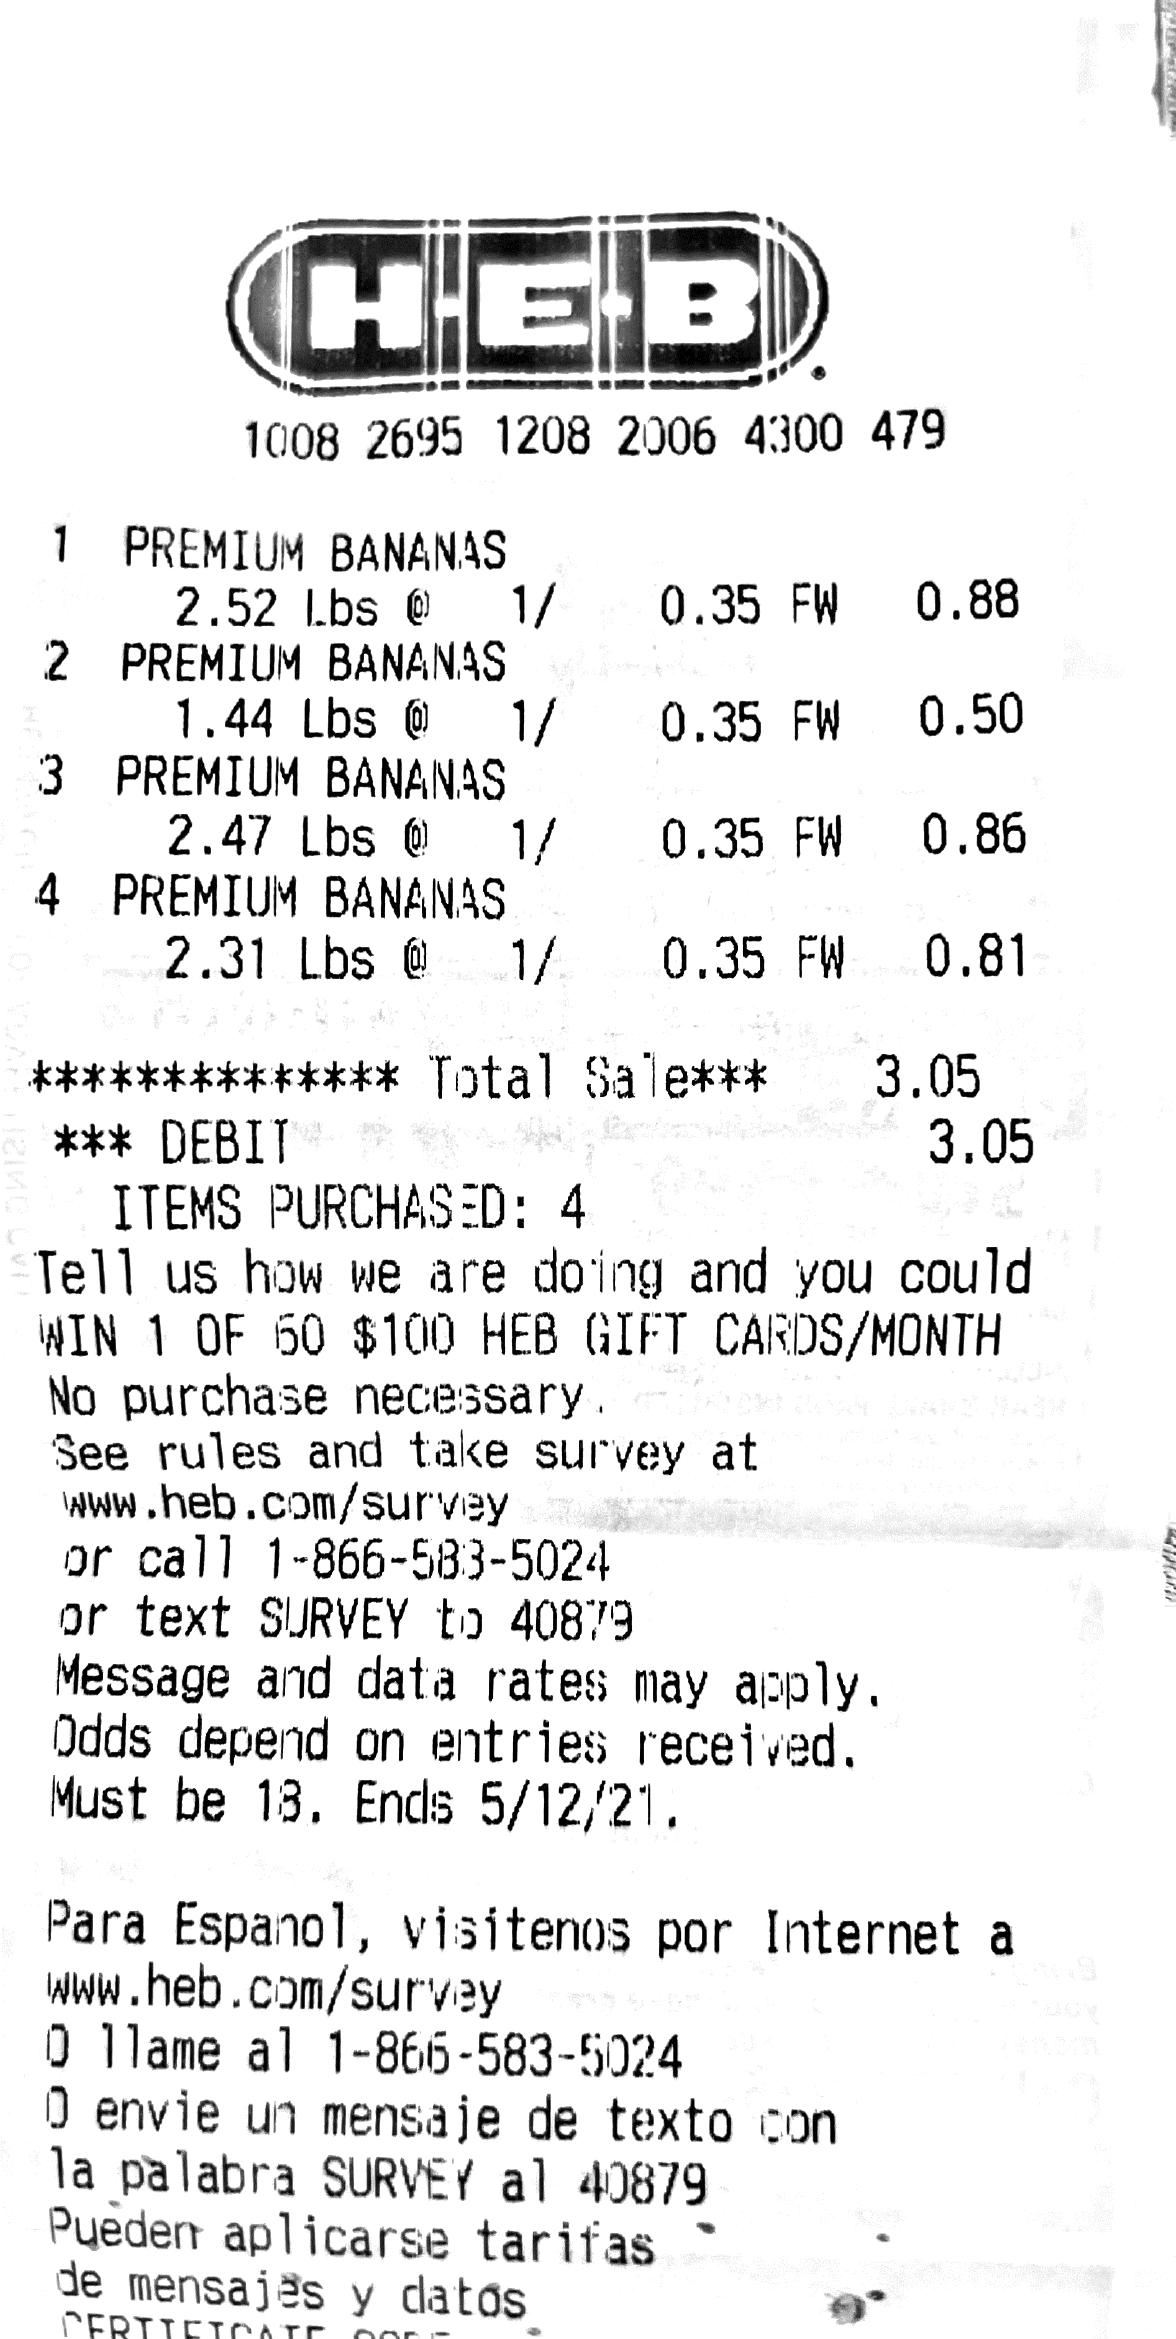 H-E-B
1008 2695 1208 2006 4300 479
1 PREMIUM BANANAS
2.52 Lbs @ 1/ 0.35 FW 0.88
2 PREMIUM BANANAS
1.44 Lbs @ 1/ 0.35 FW 0.50
3 PREMIUM BANANAS
2.47 Lbs @ 1/ 0.35 FW 0.86
4 PREMIUM BANANAS
2.31 Lbs @ 1/ 0.35 FW 0.81
************** Total Sale*** 3.05
*** DEBIT 3.05
ITEMS PURCHASED: 4
Tell us how we are doing and you could
WIN 1 OF 60 $100 HEB GIFT CARDS/MONTH
No purchase necessary.
See rules and take survey at
www.heb.com/survey
or call 1-866-583-5024
or text SURVEY to 40879
Message and data rates may apply.
Odds depend on entries received.
Must be 18. Ends 5/12/21.
Para Espanol, visitenos por Internet a
www.heb.com/survey
O llame al 1-866-583-5024
O envie un mensaje de texto con
la palabra SURVEY al 40879
Pueden aplicarse tarifas
de mensajes y datos
CERTIFICATE CODE